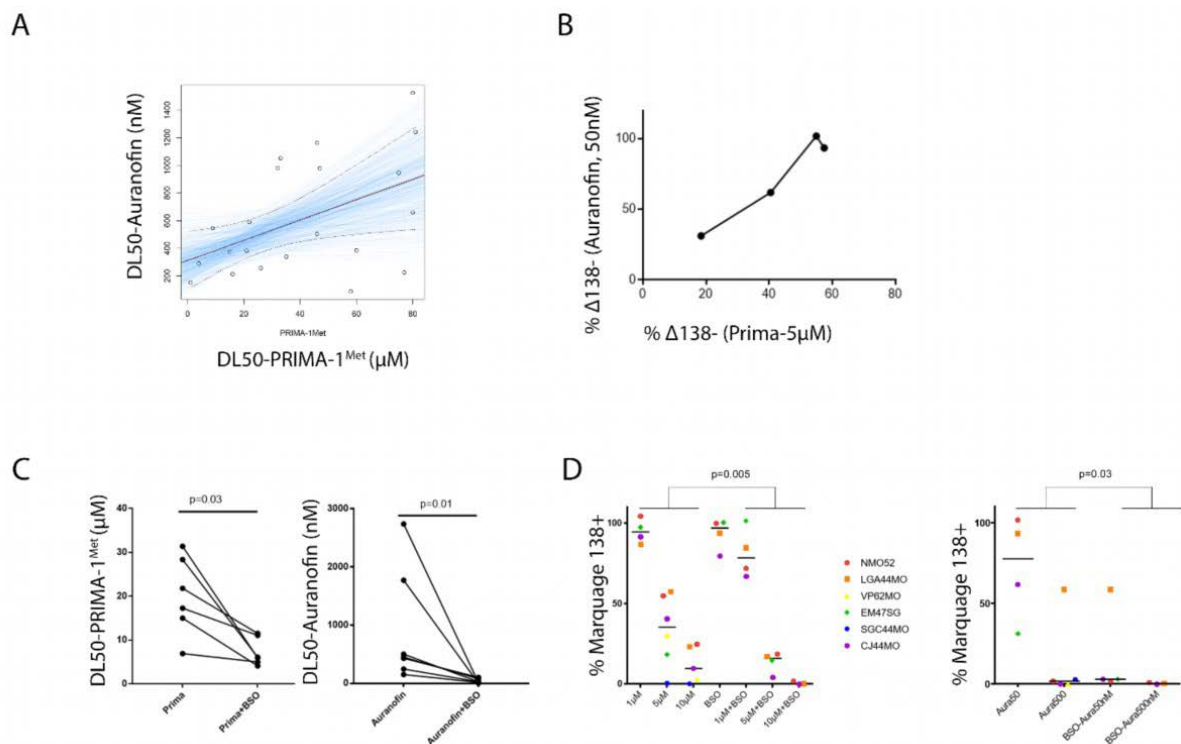 A
DL50-Auranofin (nM)
1400
1200
1000
800
600
400
200
0
20
40
60
80
PRIMA-1Met
DL50-PRIMA-1Met (µM)
B
% Δ138- (Auranofin, 50nM)
100
50
0
0
20
40
60
80
% Δ138- (Prima-5µM)
C
DL50-PRIMA-1Met (µM)
p=0.03
40
30
20
10
0
Prima
Prima+BSO
DL50-Auranofin (nM)
p=0.01
3000
2000
1000
500
0
Auranofin
Auranofin+BSO
D
% Marquage 138+
p=0.005
100
50
0
1µM
5µM
10µM
BSO
1µM+BSO
5µM+BSO
10µM+BSO
NMO52
LGA44MO
VP62MO
EM47SG
SGC44MO
CJ44MO
% Marquage 138+
p=0.03
100
50
0
Aura50
Aura500
BSO-Aura50nM
BSO-Aura500nM